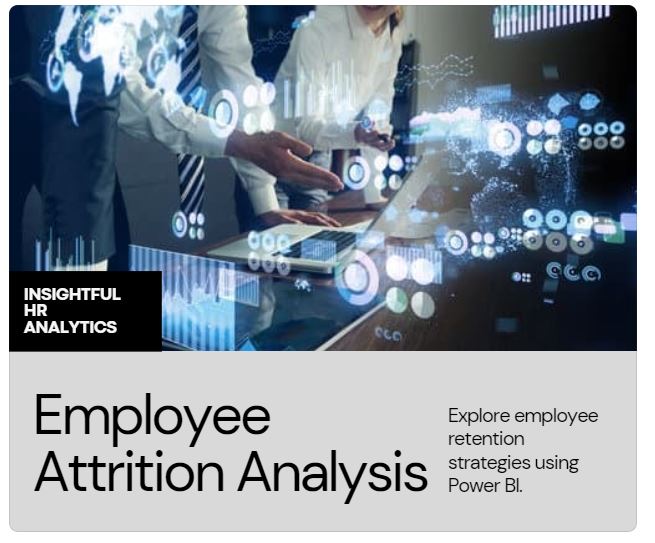 INSIGHTFUL
HR
ANALYTICS
Employee
Attrition Analysis
Explore employee
retention
strategies using
Power BI.